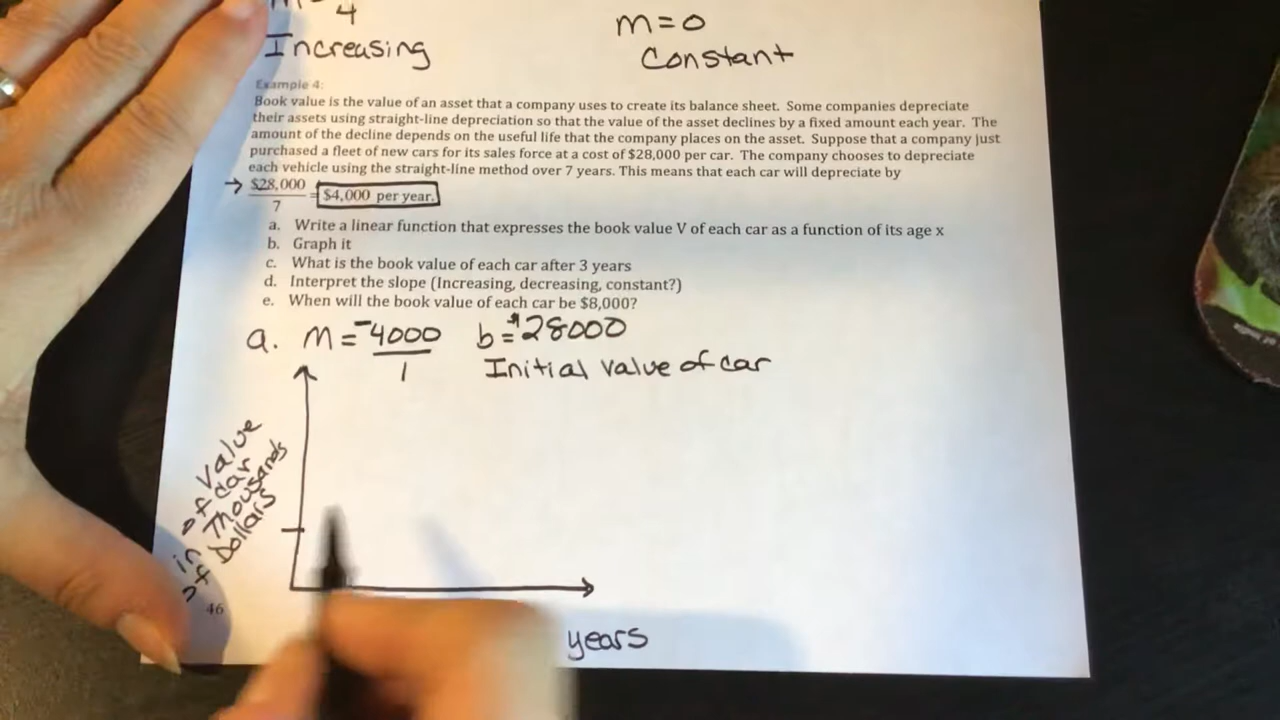 4
m=0
Increasing
Constant
Example 4:
Book value is the value of an asset that a company uses to create its balance sheet. Some companies depreciate
their assets using straight-line depreciation so that the value of the asset declines by a fixed amount each year. The
amount of the decline depends on the useful life that the company places on the asset. Suppose that a company just
purchased a fleet of new cars for its sales force at a cost of $28,000 per car. The company chooses to depreciate
each vehicle using the straight-line method over 7 years. This means that each car will depreciate by
→ $28,000
= $4,000 per year.
7
a. Write a linear function that expresses the book value V of each car as a function of its age x
b. Graph it
c. What is the book value of each car after 3 years
d. Interpret the slope (Increasing, decreasing, constant?)
e. When will the book value of each car be $8,000?
a. m = -4000 b = 28000
1
Initial value of car
value
of car
in Thousands
of Dollars
46
years